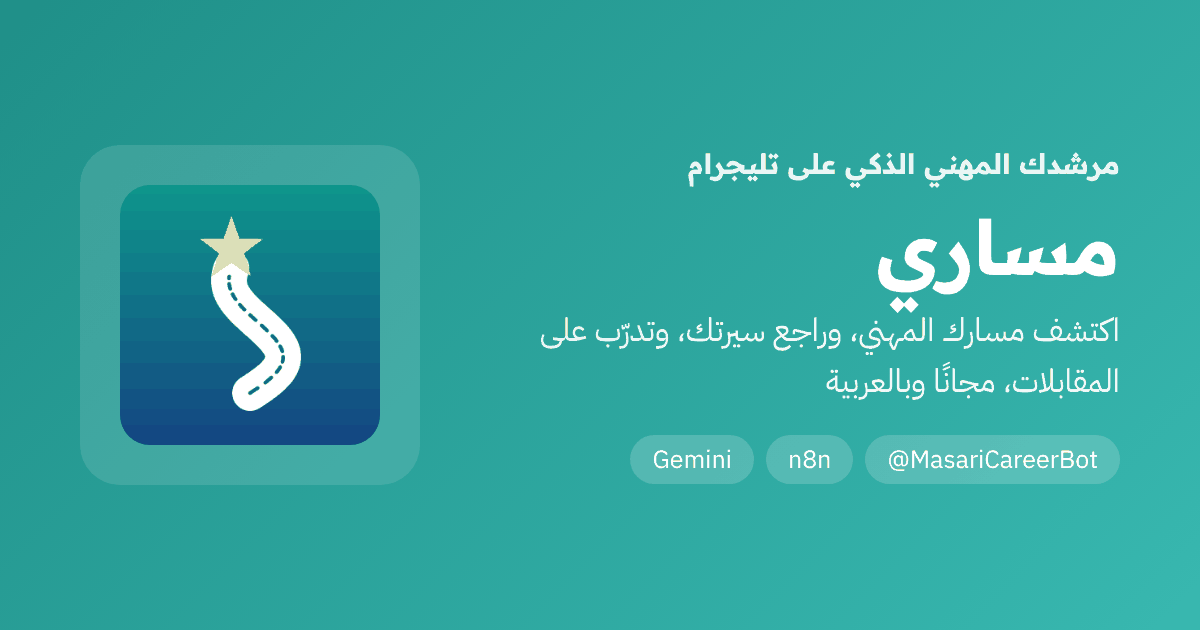 مرشدك المهني الذكي على تليجرام
مساري
اكتشف مسارك المهني، وراجع سيرتك، وتدرّب على
المقابلات، مجانًا وبالعربية
@MasariCareerBot n8n Gemini